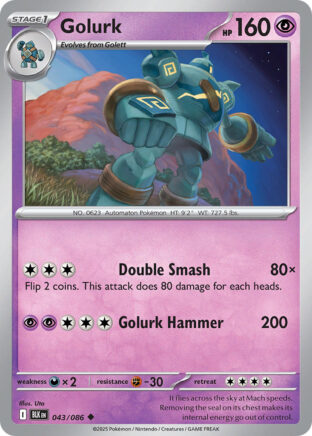 STAGE 1
Golurk
HP 160
Evolves from Golett
NO. 0623 Automaton Pokémon HT: 9'2" WT: 727.5 lbs.
Double Smash 80×
Flip 2 coins. This attack does 80 damage for each heads.
Golurk Hammer 200
weakness ×2 resistance -30 retreat
Illus. Uta
I BLK EN 043/086
It flies across the sky at Mach speeds.
Removing the seal on its chest makes its
internal energy go out of control.
©2025 Pokémon / Nintendo / Creatures / GAME FREAK